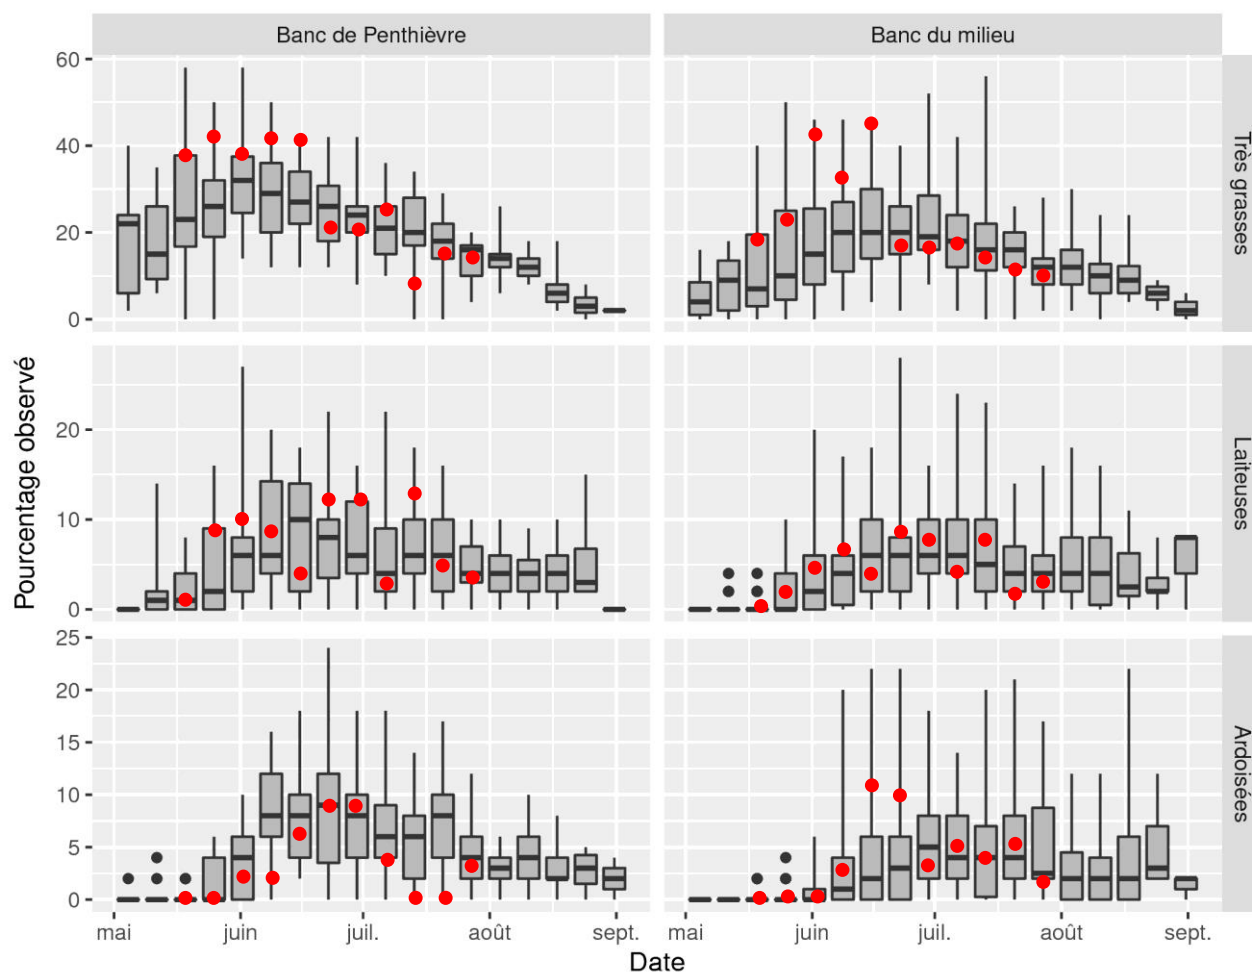 Banc de Penthièvre
Banc du milieu
Pourcentage observé
60
40
20
0
Très grasses
20
10
0
Laiteuses
25
20
15
10
5
0
Ardoisées
mai
juin
juil.
août
sept.
mai
juin
juil.
août
sept.
Date